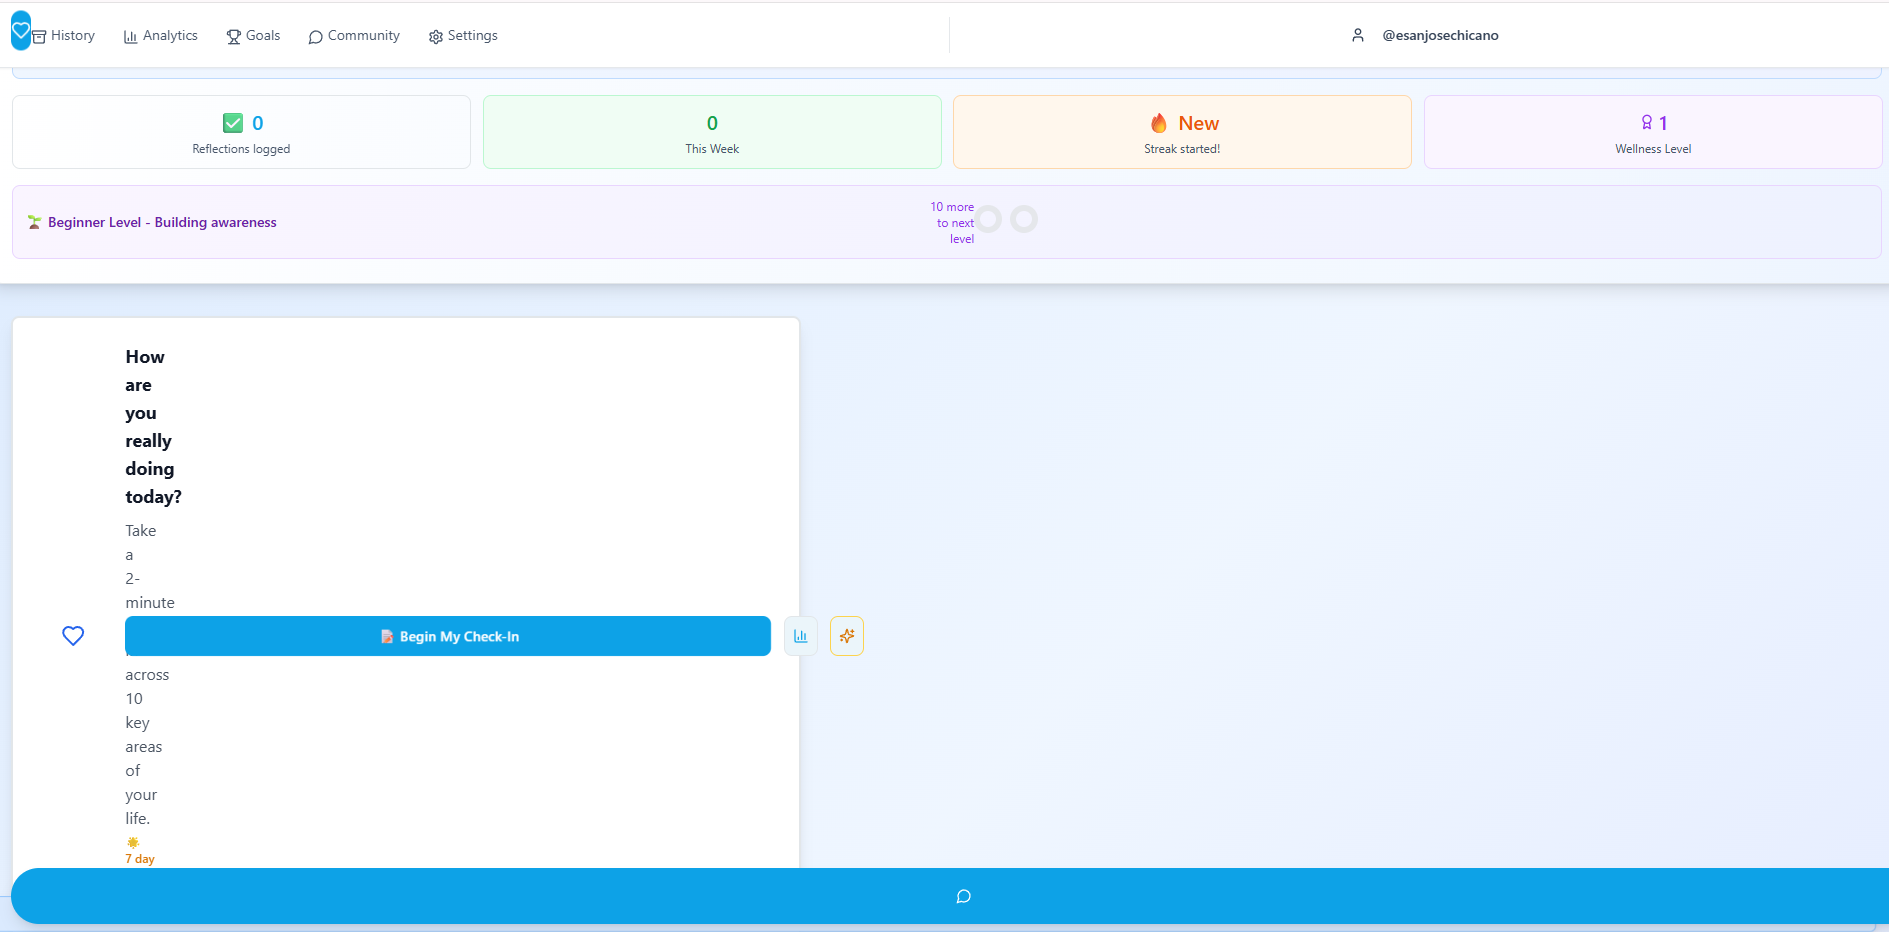 History
Analytics
Goals
Community
Settings
@esanjosechicano
0
Reflections logged
0
This Week
New
Streak started!
1
Wellness Level
Beginner Level - Building awareness
10 more
to next
level
How
are
you
really
doing
today?
Take
a
2-
minute
Begin My Check-In
across
10
key
areas
of
your
life.
7 day